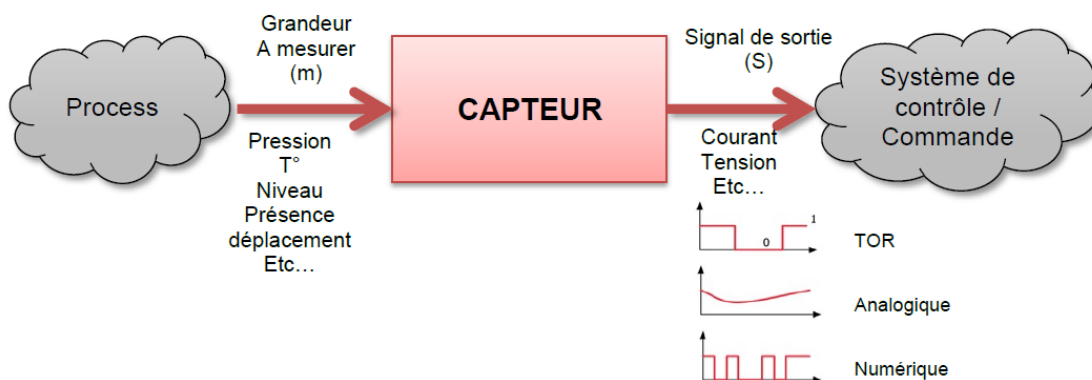 Process
Grandeur
A mesurer
(m)
Pression
T°
Niveau
Présence
déplacement
Etc…
CAPTEUR
Signal de sortie
(S)
Courant
Tension
Etc…
Système de
contrôle /
Commande
1
0
TOR
Analogique
Numérique